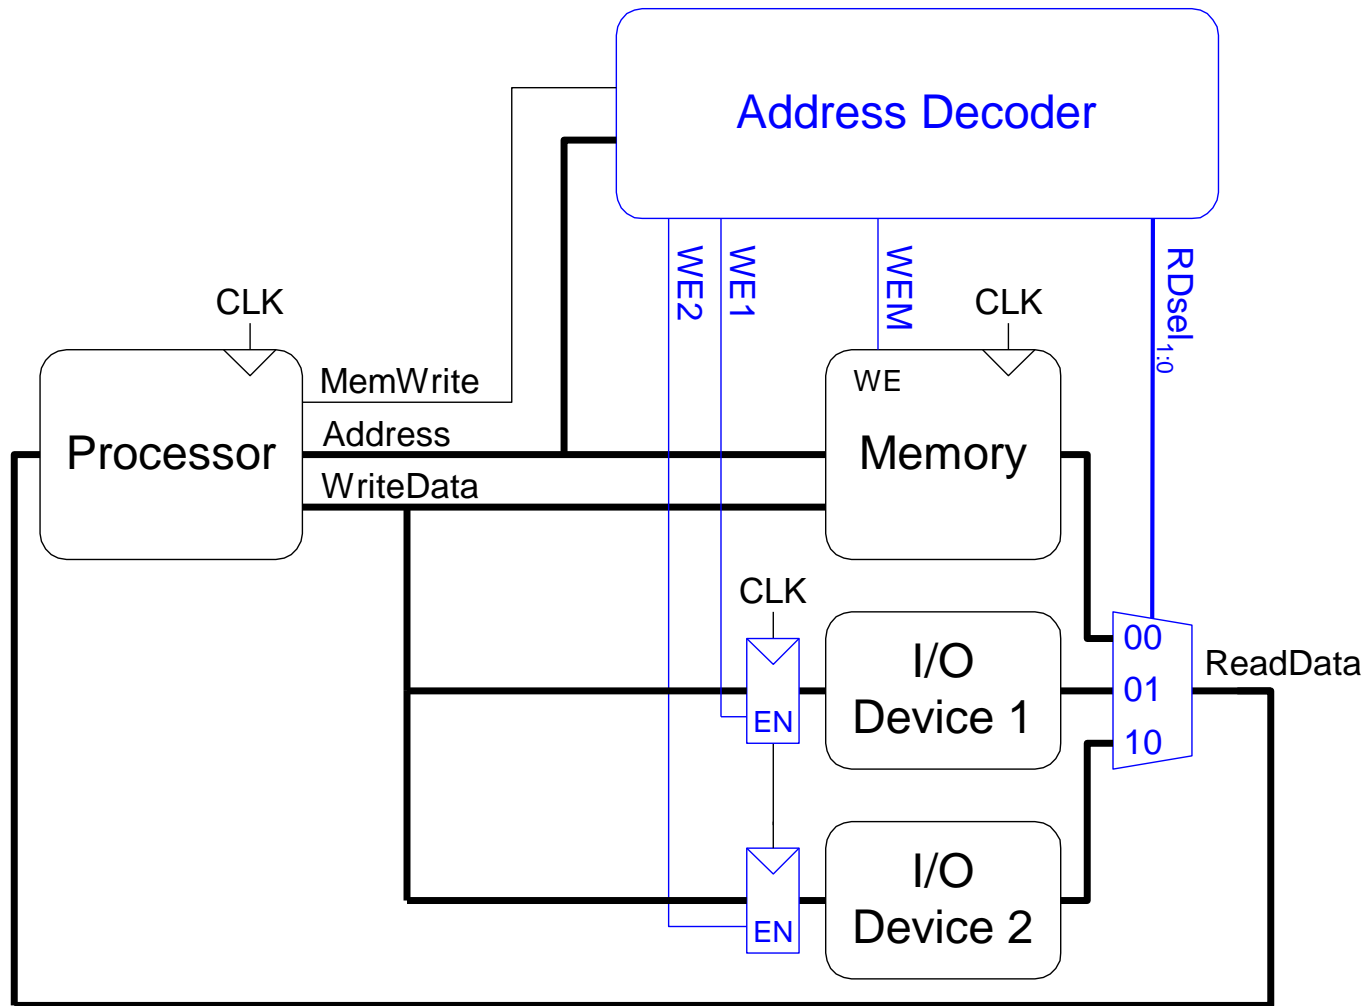 Address Decoder
WE2
WE1
WEM
RDsel1:0
CLK
CLK
MemWrite
WE
Processor
Address
Memory
WriteData
CLK
00
I/O
Device 1
ReadData
01
EN
10
I/O
Device 2
EN